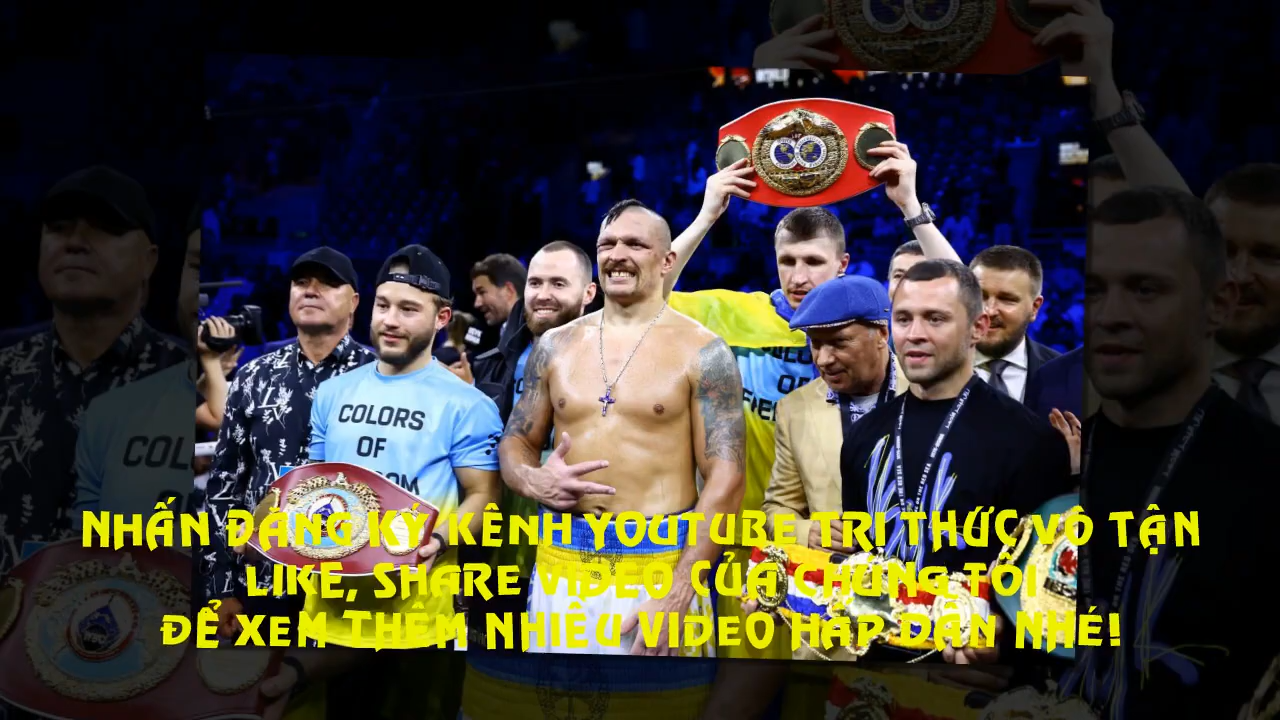 COLORS
OF
COL
NHẤN ĐĂNG KÝ KÊNH YOUTUBE TRI THỨC VÔ TẬN
LIKE, SHARE VIDEO CỦA CHÚNG TÔI
ĐỂ XEM THÊM NHIỀU VIDEO HẤP DẪN NHÉ!